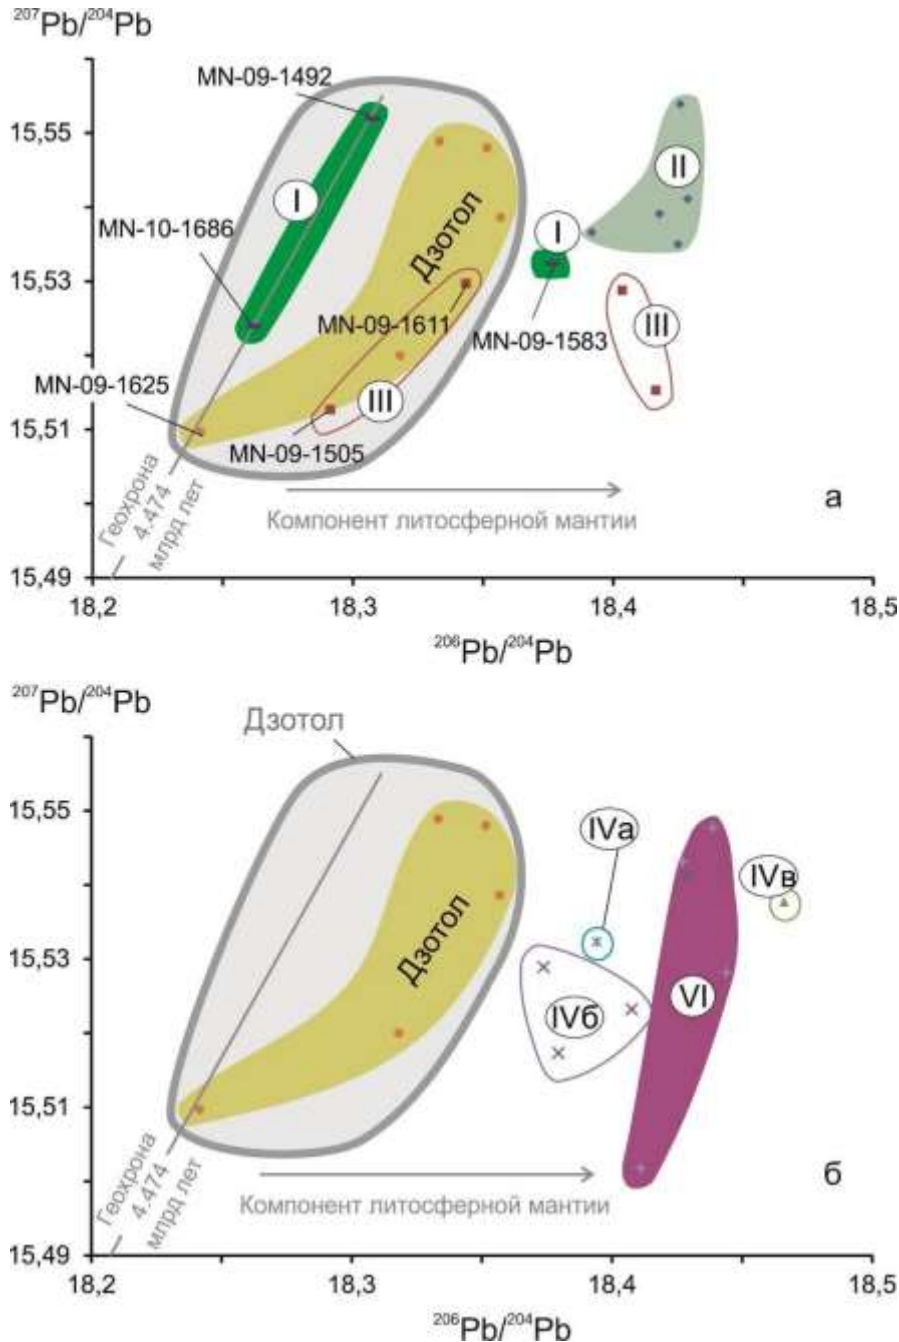 ²⁰⁷Pb/²⁰⁴Pb
MN-09-1492
15,55
I
II
MN-10-1686
Дзотол
I
15,53
MN-09-1611
MN-09-1583
III
MN-09-1625
III
15,51
MN-09-1505
Геохрона
4.474
млрд лет
Компонент литосферной мантии
а
15,49
18,2
18,3
18,4
18,5
²⁰⁶Pb/²⁰⁴Pb
²⁰⁷Pb/²⁰⁴Pb
Дзотол
15,55
IVа
IVв
Дзотол
15,53
IVб
VI
15,51
Геохрона
4.474
млрд лет
Компонент литосферной мантии
б
15,49
18,2
18,3
18,4
18,5
²⁰⁶Pb/²⁰⁴Pb